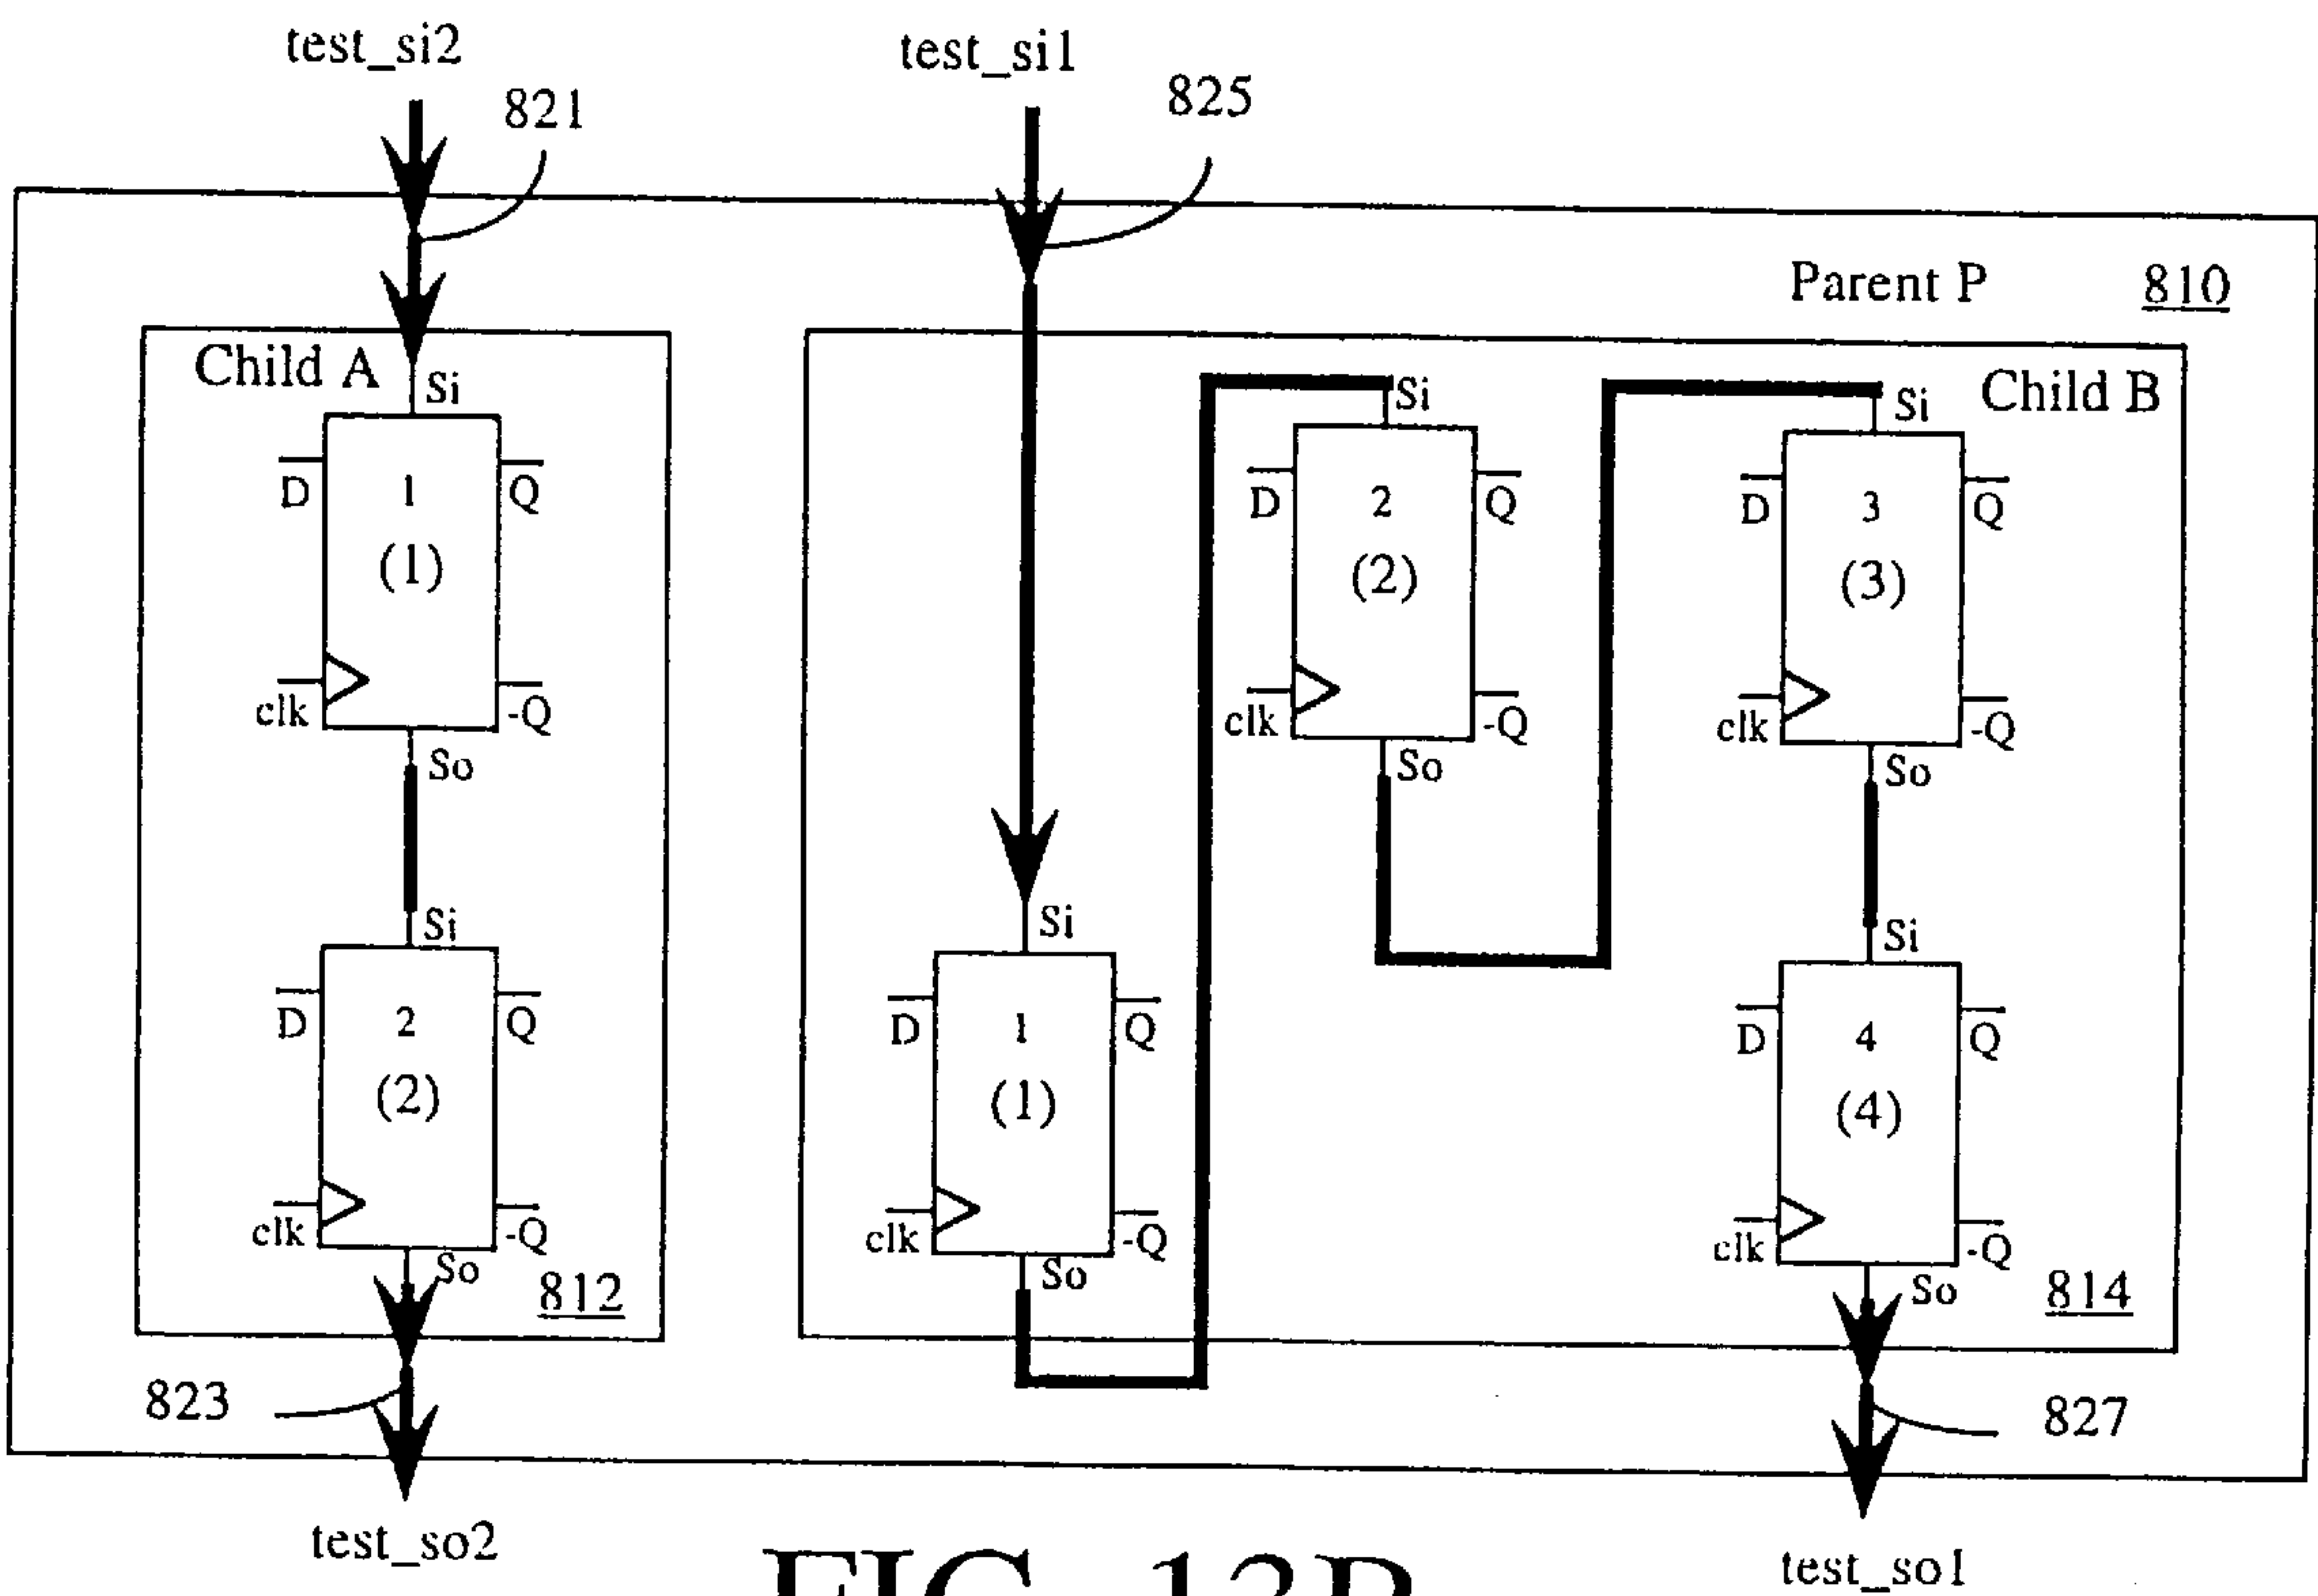 test_si2
test_si1
821
825
Parent P
810
Child A
Si
D
1
(1)
Q
clk
-Q
So
Si
D
2
(2)
Q
clk
-Q
So
812
Child B
Si
D
1
(1)
Q
clk
-Q
So
Si
D
2
(2)
Q
clk
-Q
So
Si
D
3
(3)
Q
clk
-Q
So
Si
D
4
(4)
Q
clk
-Q
So
814
823
827
test_so2
test_so1
FIG. 13B